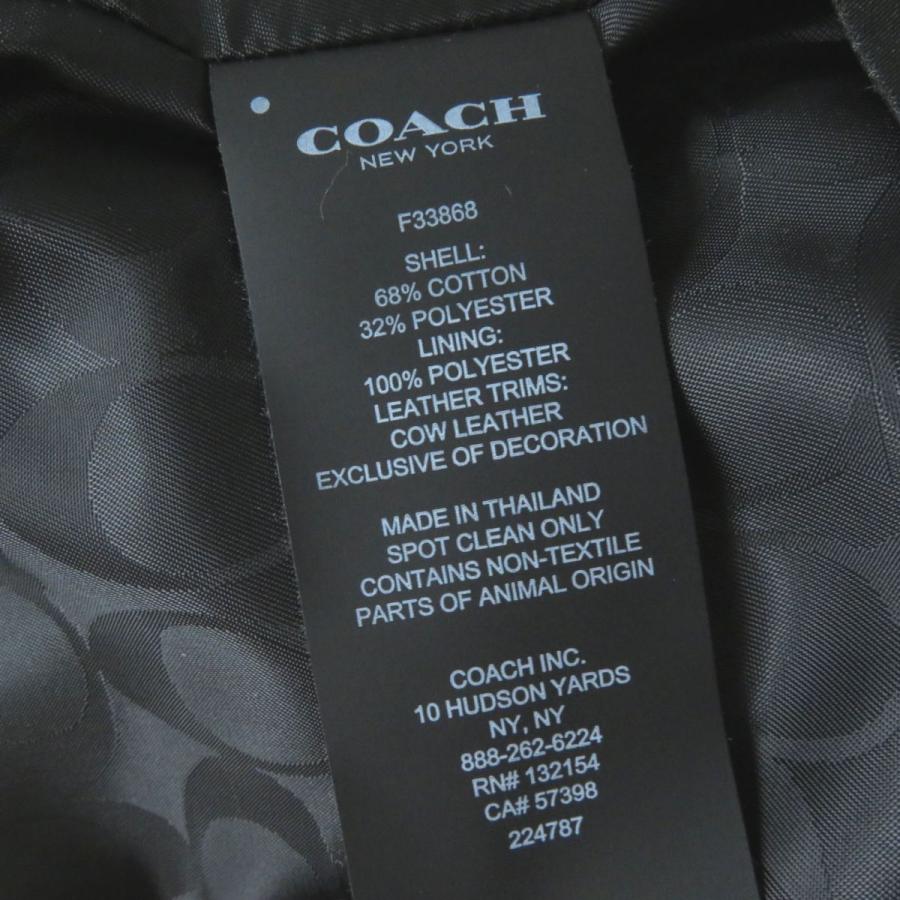 COACH
NEW YORK
F33868
SHELL:
68% COTTON
32% POLYESTER
LINING:
100% POLYESTER
LEATHER TRIMS:
COW LEATHER
EXCLUSIVE OF DECORATION
MADE IN THAILAND
SPOT CLEAN ONLY
CONTAINS NON-TEXTILE
PARTS OF ANIMAL ORIGIN
COACH INC.
10 HUDSON YARDS
NY, NY
888-262-6224
RN# 132154
CA# 57398
224787